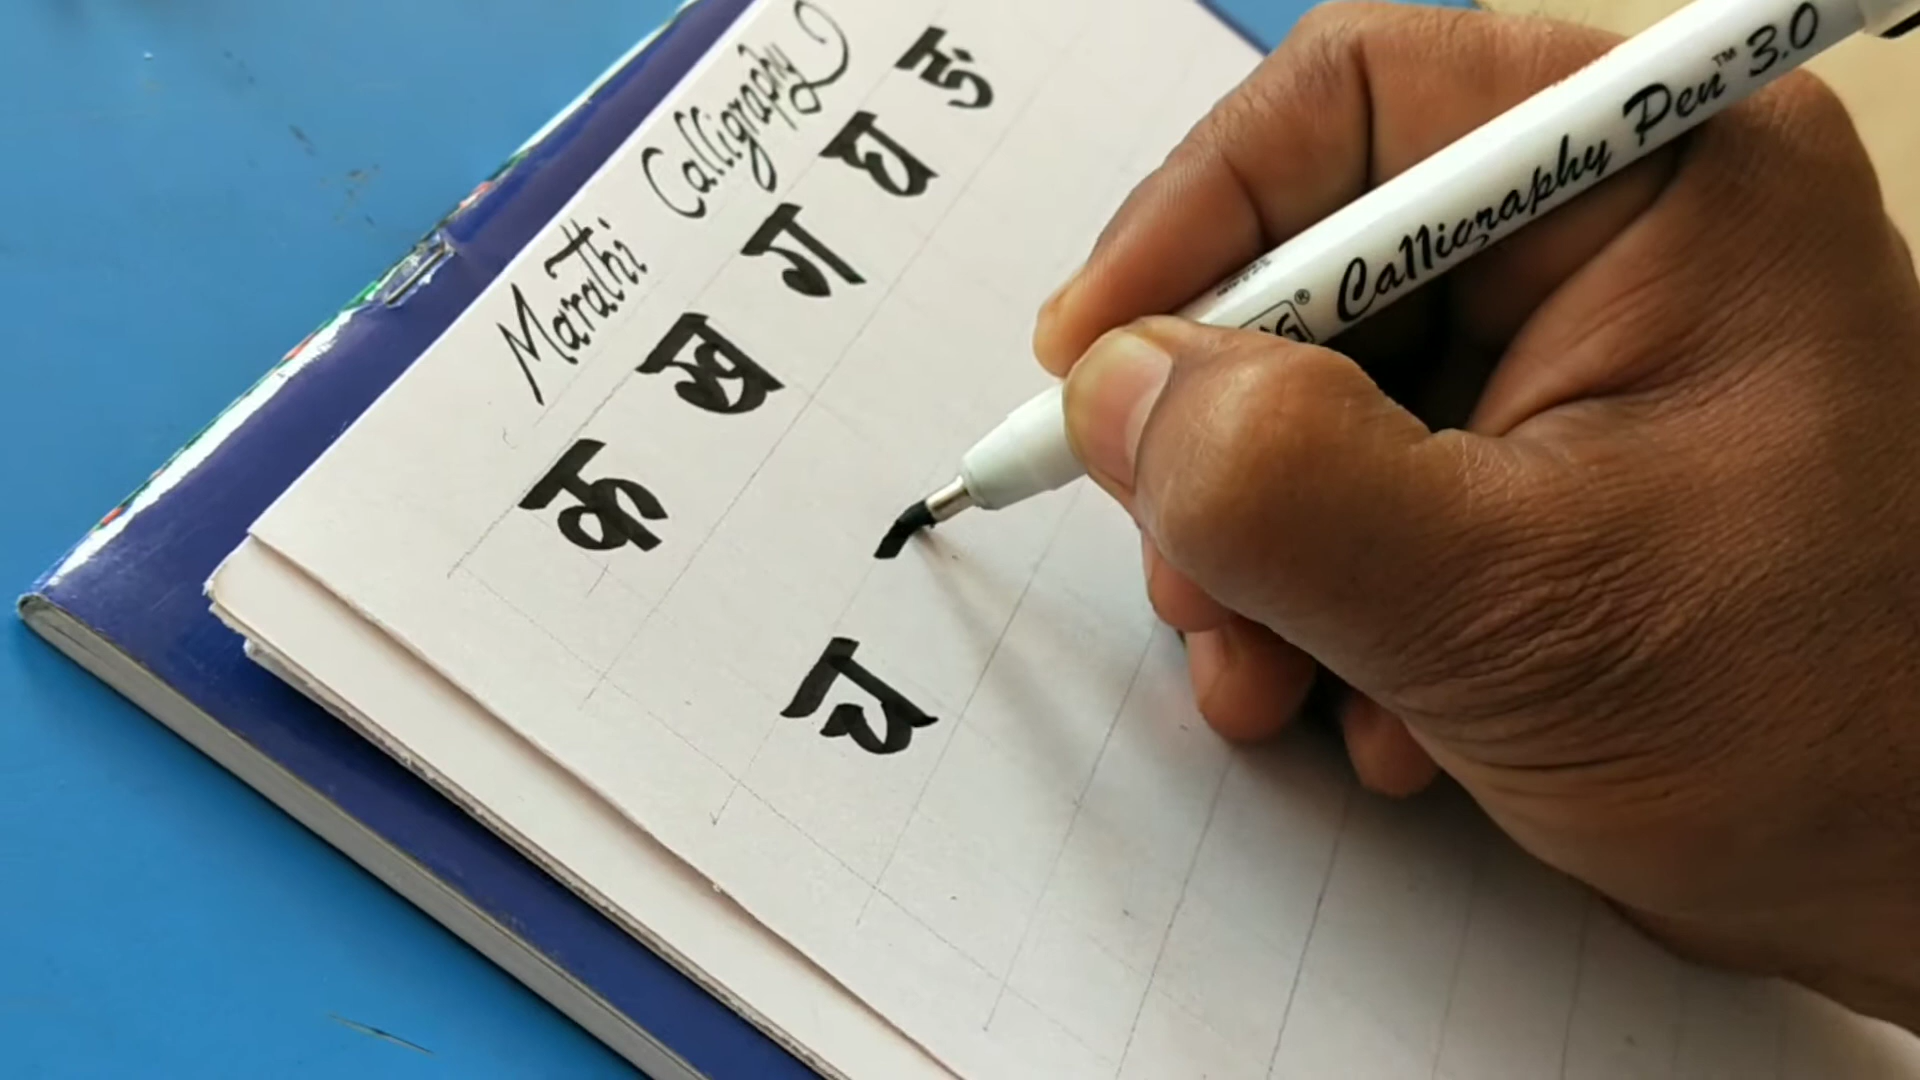 Marathi Calligraphy
क ख ग घ ङ
च
Calligraphy Pen™ 3.0